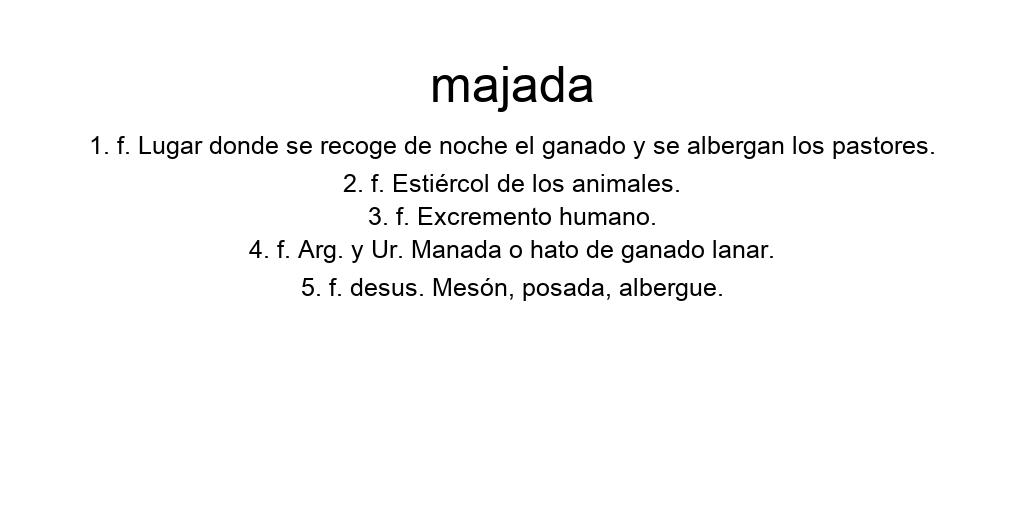 majada
1. f. Lugar donde se recoge de noche el ganado y se albergan los pastores.
2. f. Estiércol de los animales.
3. f. Excremento humano.
4. f. Arg. y Ur. Manada o hato de ganado lanar.
5. f. desus. Mesón, posada, albergue.